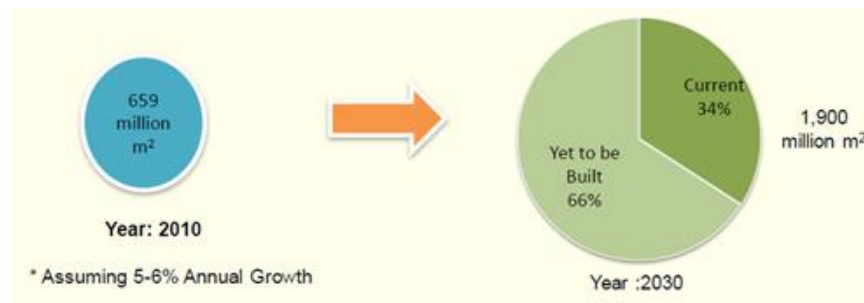 659
million
m²
Year: 2010
* Assuming 5-6% Annual Growth
Current
34%
Yet to be
Built
66%
1,900
million m²
Year :2030